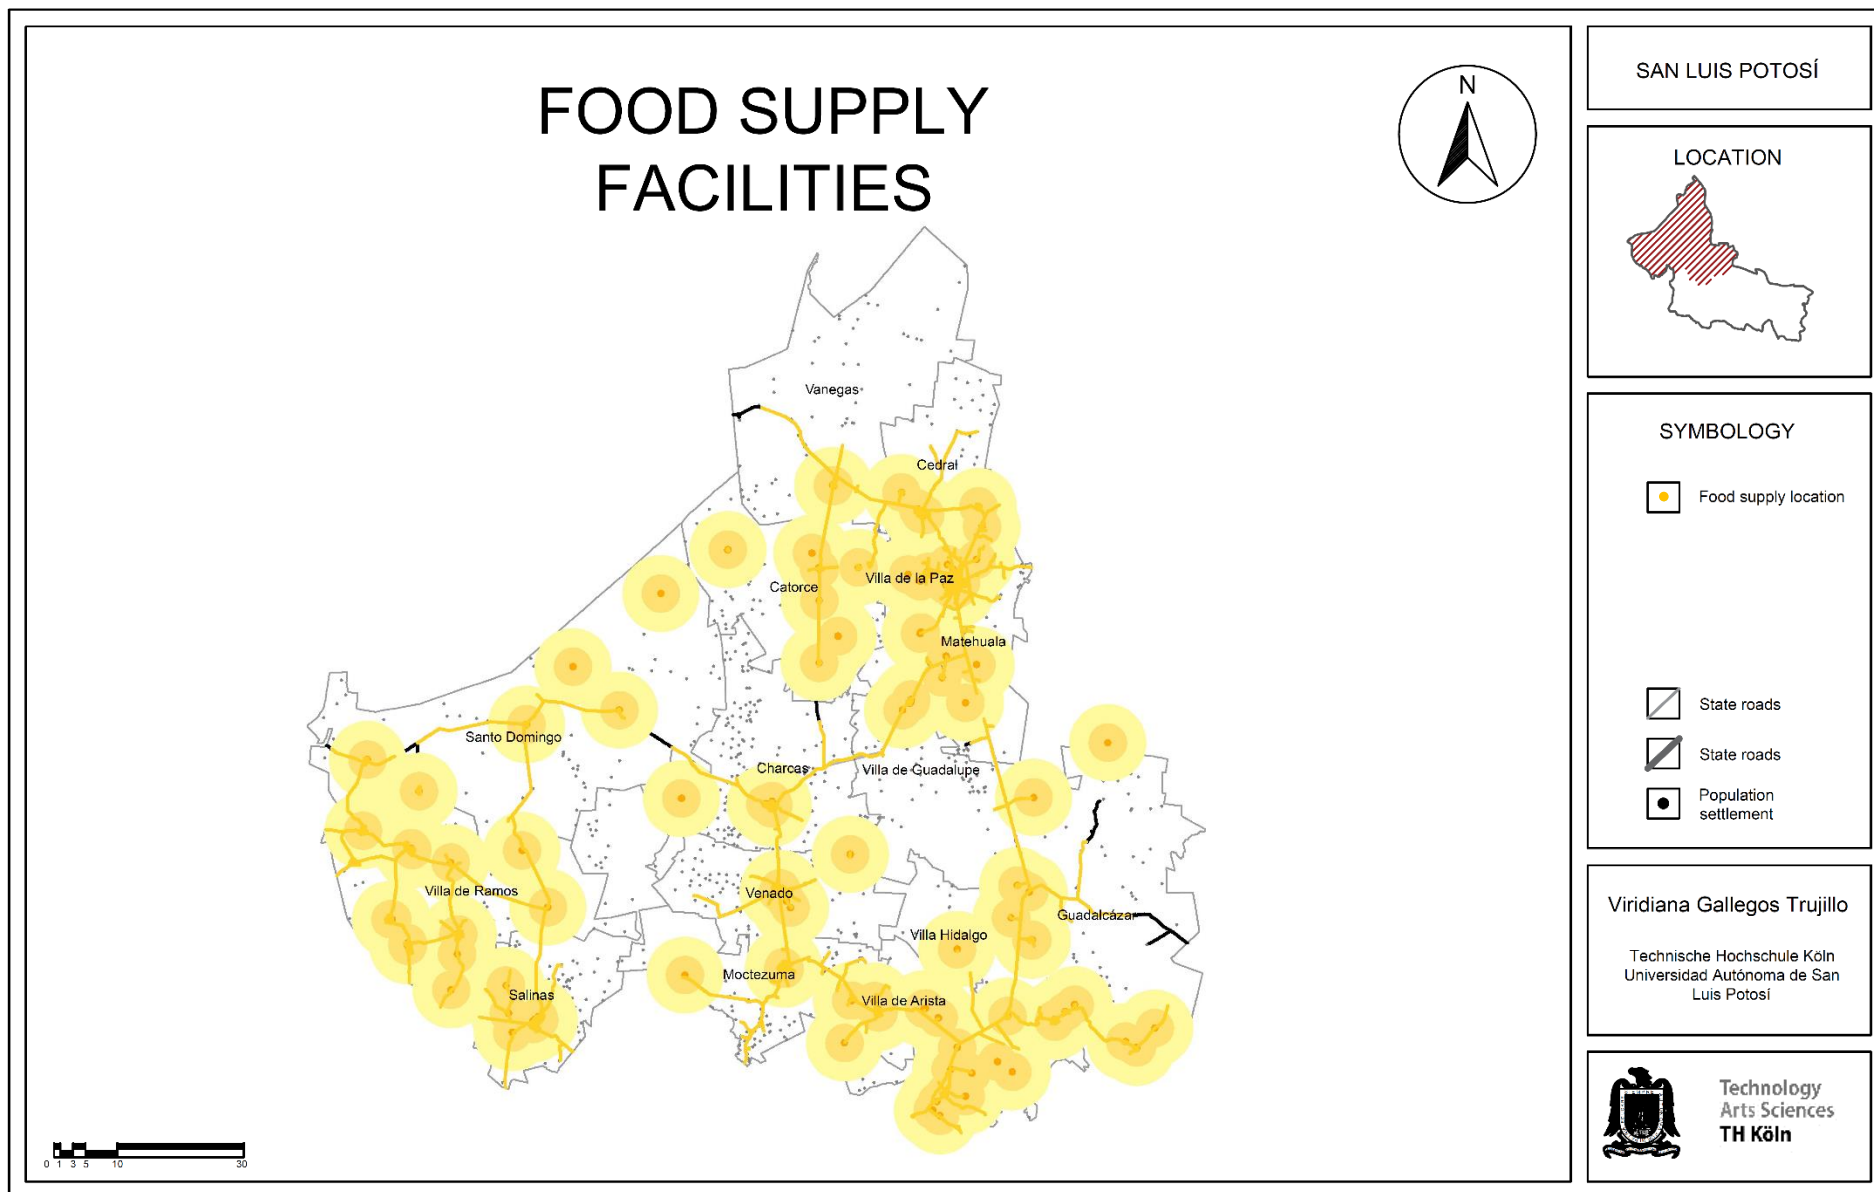 FOOD SUPPLY
FACILITIES
N
Vanegas
Cedral
Catorce
Villa de la Paz
Matehuala
Santo Domingo
Charcas
Villa de Guadalupe
Villa de Ramos
Venado
Guadalcázar
Villa Hidalgo
Moctezuma
Salinas
Villa de Arista
0 1 3 5 10 30
SAN LUIS POTOSÍ
LOCATION
SYMBOLOGY
Food supply location
State roads
State roads
Population
settlement
Viridiana Gallegos Trujillo
Technische Hochschule Köln
Universidad Autónoma de San
Luis Potosí
Technology
Arts Sciences
TH Köln